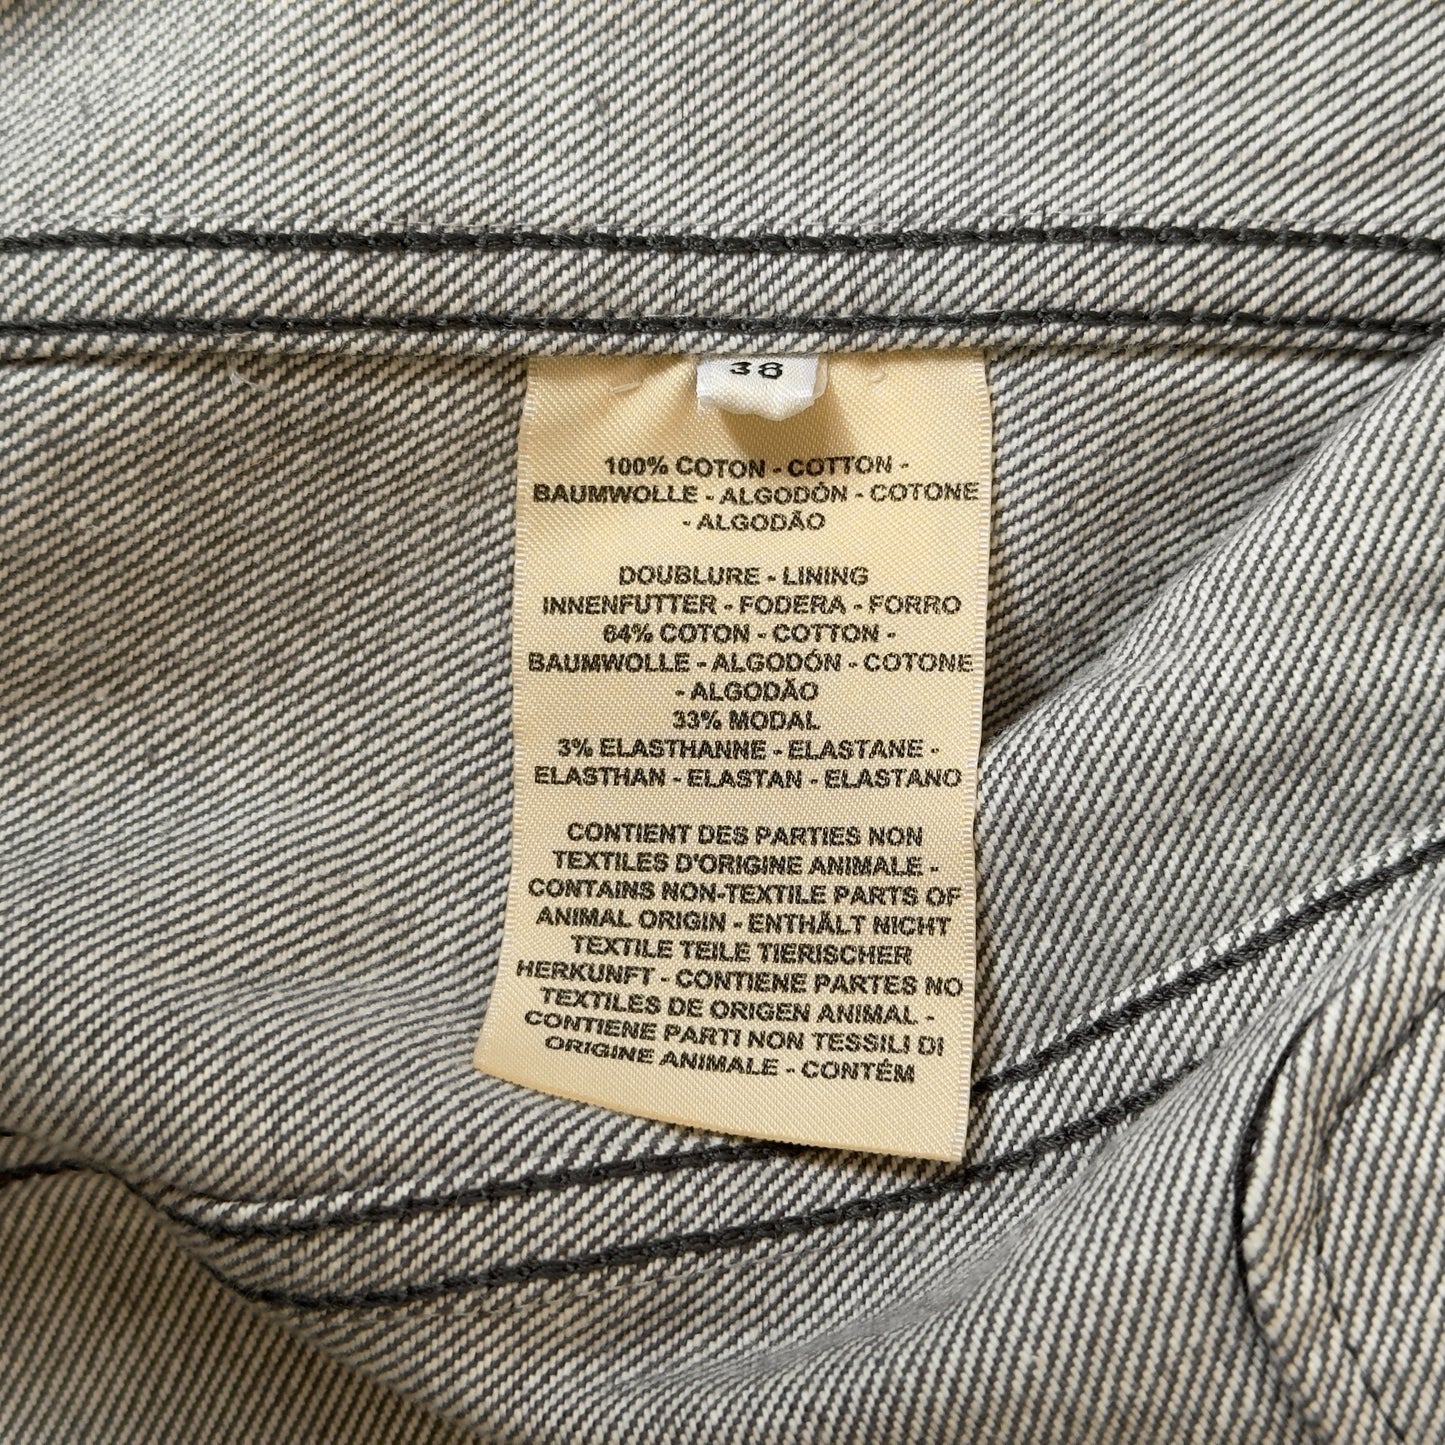 38
100% COTON - COTTON -
BAUMWOLLE - ALGODÓN - COTONE
- ALGODÃO
DOUBLURE - LINING
INNENFUTTER - FODERA - FORRO
64% COTON - COTTON -
BAUMWOLLE - ALGODÓN - COTONE
- ALGODÃO
33% MODAL
3% ELASTHANNE - ELASTANE -
ELASTHAN - ELASTAN - ELASTANO
CONTIENT DES PARTIES NON
TEXTILES D'ORIGINE ANIMALE -
CONTAINS NON-TEXTILE PARTS OF
ANIMAL ORIGIN - ENTHÄLT NICHT
TEXTILE TEILE TIERISCHER
HERKUNFT - CONTIENE PARTES NO
TEXTILES DE ORIGEN ANIMAL -
CONTIENE PARTI NON TESSILI DI
ORIGINE ANIMALE - CONTÉM